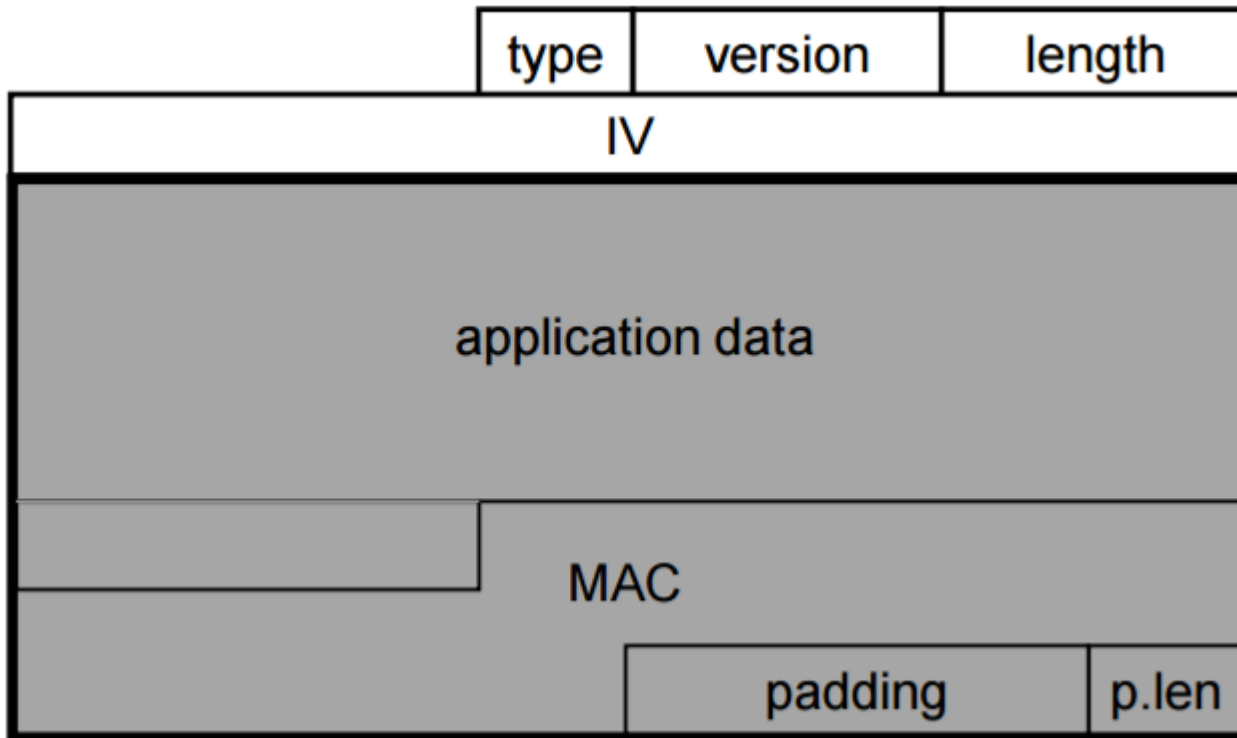 type version length
IV
application data
MAC
padding p.len